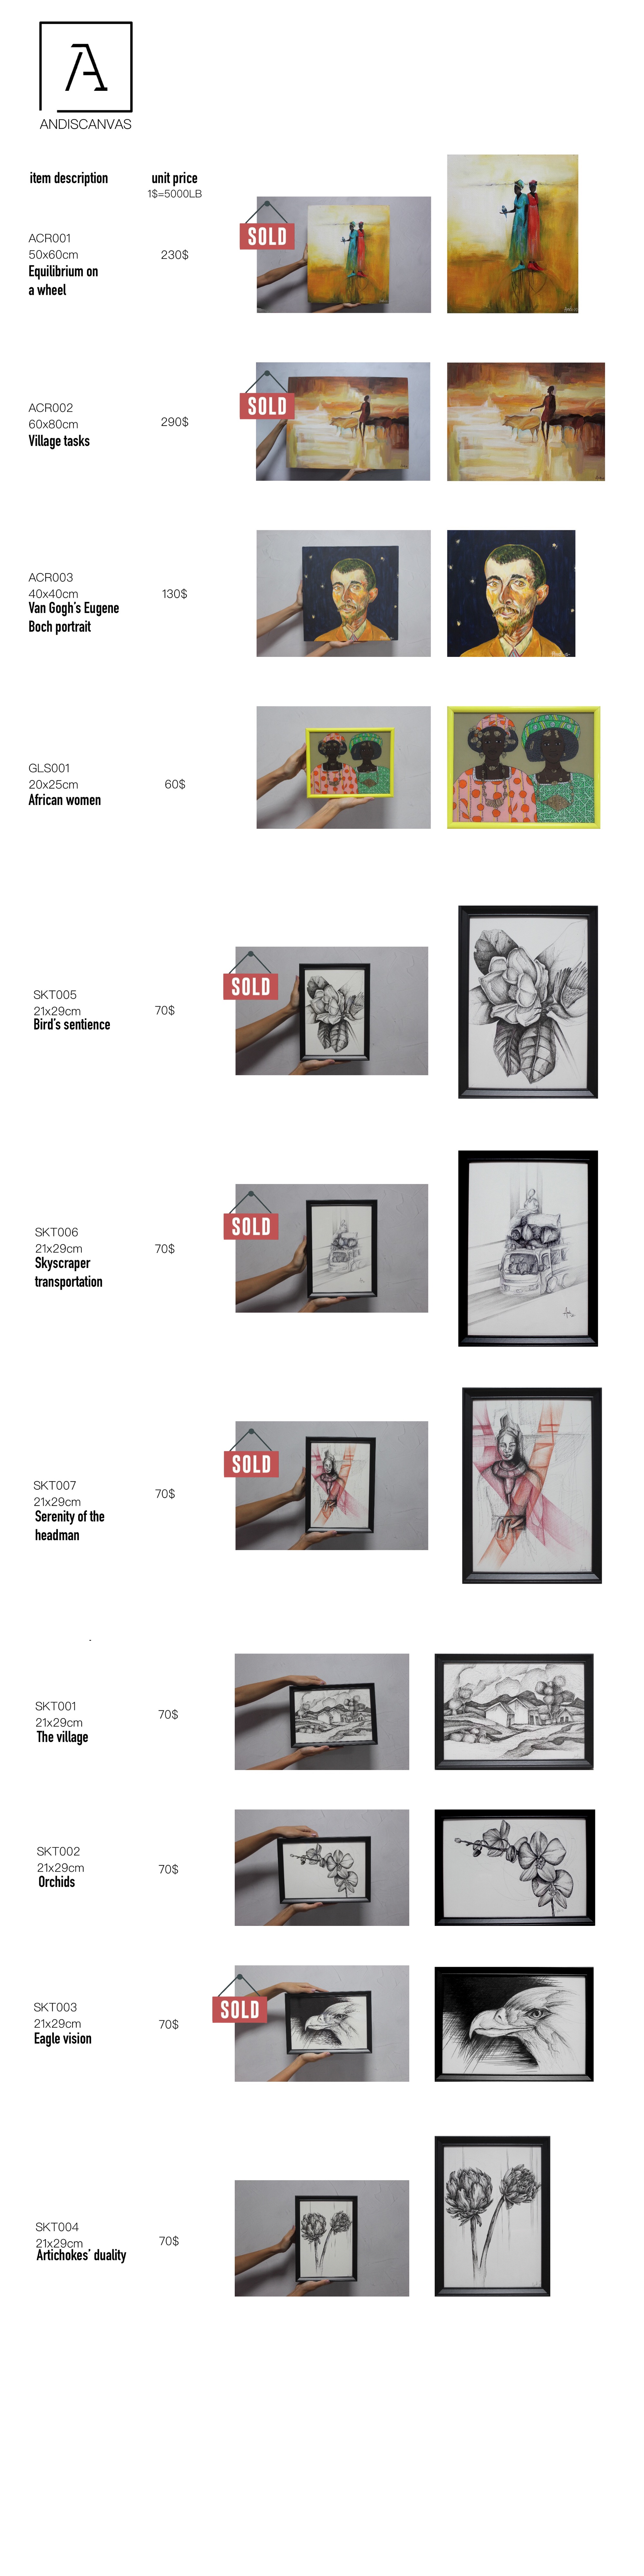 A
ANDISCANVAS
item description unit price
1$=5000LB
SOLD
ACR001
50x60cm
230$
Equilibrium on
a wheel
SOLD
ACR002
60x80cm
290$
Village tasks
ACR003
40x40cm
130$
Van Gogh's Eugene
Boch portrait
GLS001
20x25cm
60$
African women
SOLD
SKT005
21x29cm
70$
Bird's sentience
SOLD
SKT006
21x29cm
70$
Skyscraper
transportation
SOLD
SKT007
21x29cm
70$
Serenity of the
headman
SKT001
21x29cm
70$
The village
SKT002
21x29cm
70$
Orchids
SOLD
SKT003
21x29cm
70$
Eagle vision
SKT004
21x29cm
70$
Artichokes' duality